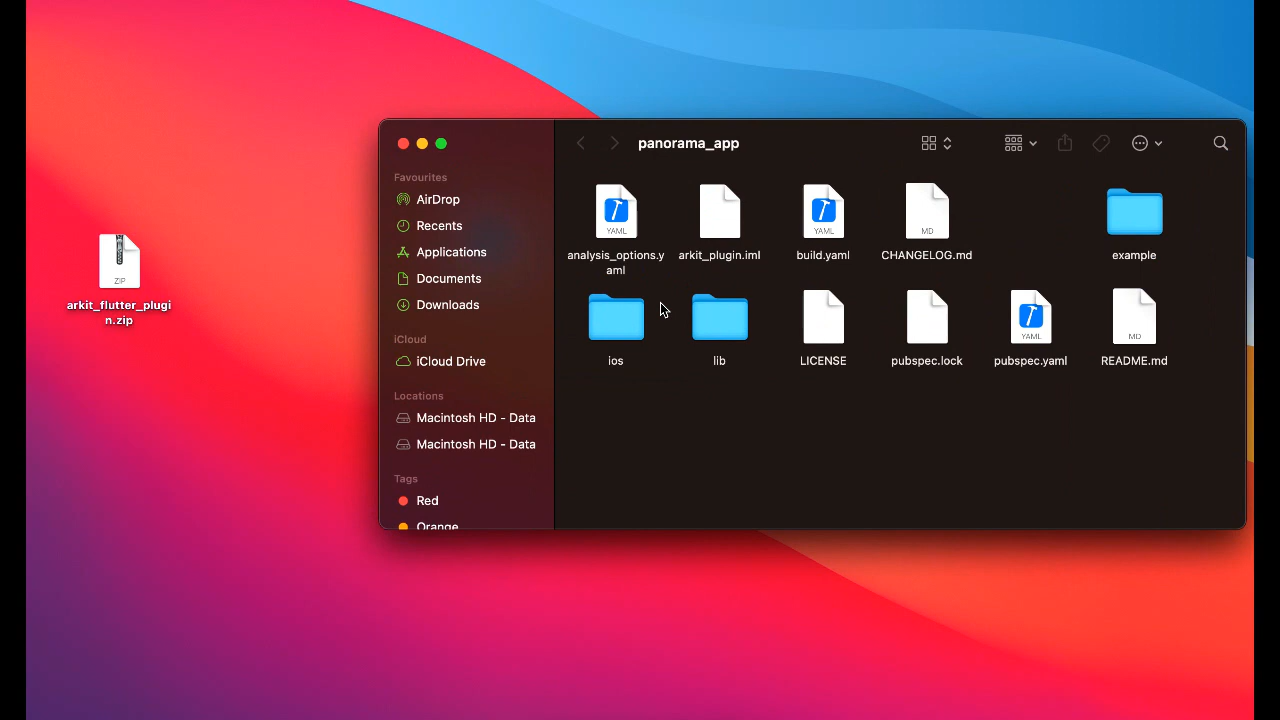 panorama_app
Favourites
AirDrop
Recents
Applications
Documents
Downloads
iCloud
iCloud Drive
Locations
Macintosh HD - Data
Macintosh HD - Data
Tags
Red
Orange
YAML
analysis_options.y
aml
arkit_plugin.iml
YAML
build.yaml
MD
CHANGELOG.md
example
ios
lib
LICENSE
pubspec.lock
YAML
pubspec.yaml
MD
README.md
ZIP
arkit_flutter_plugi
n.zip